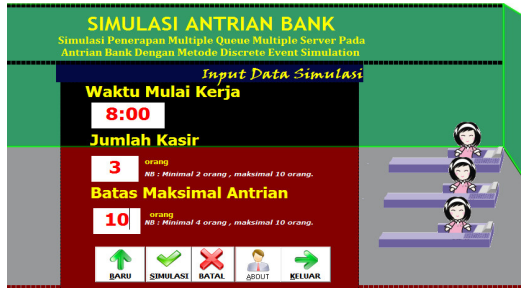 SIMULASI ANTRIAN BANK
Simulasi Penerapan Multiple Queue Multiple Server Pada
Antrian Bank Dengan Metode Discrete Event Simulation
Input Data Simulasi
Waktu Mulai Kerja
8:00
Jumlah Kasir
3 orang
NB : Minimal 2 orang , maksimal 10 orang.
Batas Maksimal Antrian
10 orang
NB : Minimal 4 orang , maksimal 10 orang.
BARU SIMULASI BATAL ABOUT KELUAR